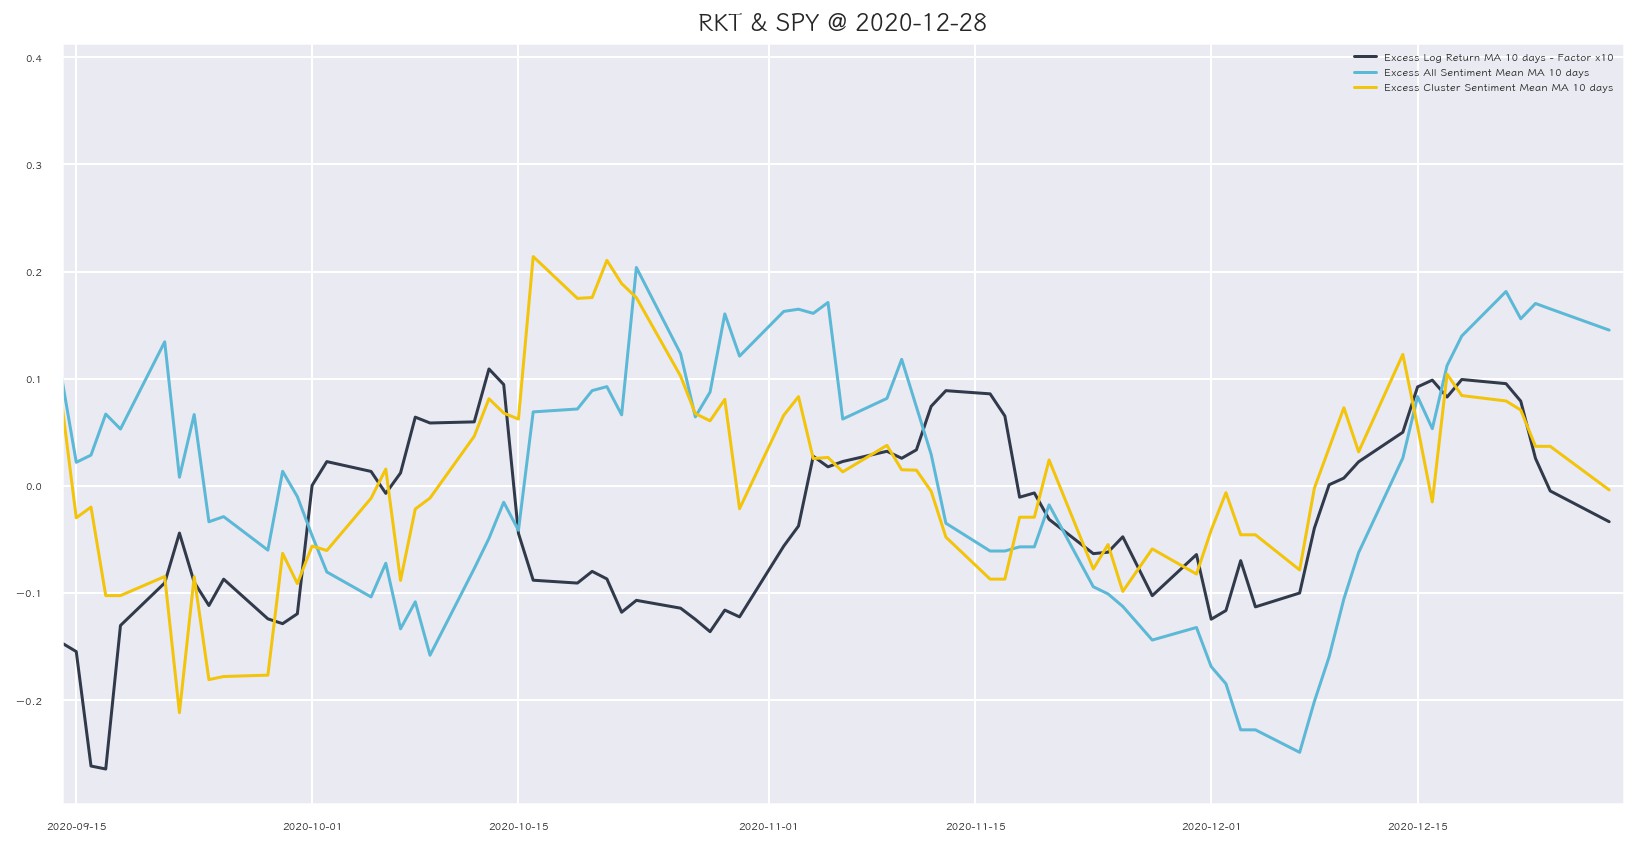 RKT & SPY @ 2020-12-28
Excess Log Return MA 10 days - Factor x10
Excess All Sentiment Mean MA 10 days
Excess Cluster Sentiment Mean MA 10 days
0.4
0.3
0.2
0.1
0.0
−0.1
−0.2
2020-09-15 2020-10-01 2020-10-15 2020-11-01 2020-11-15 2020-12-01 2020-12-15